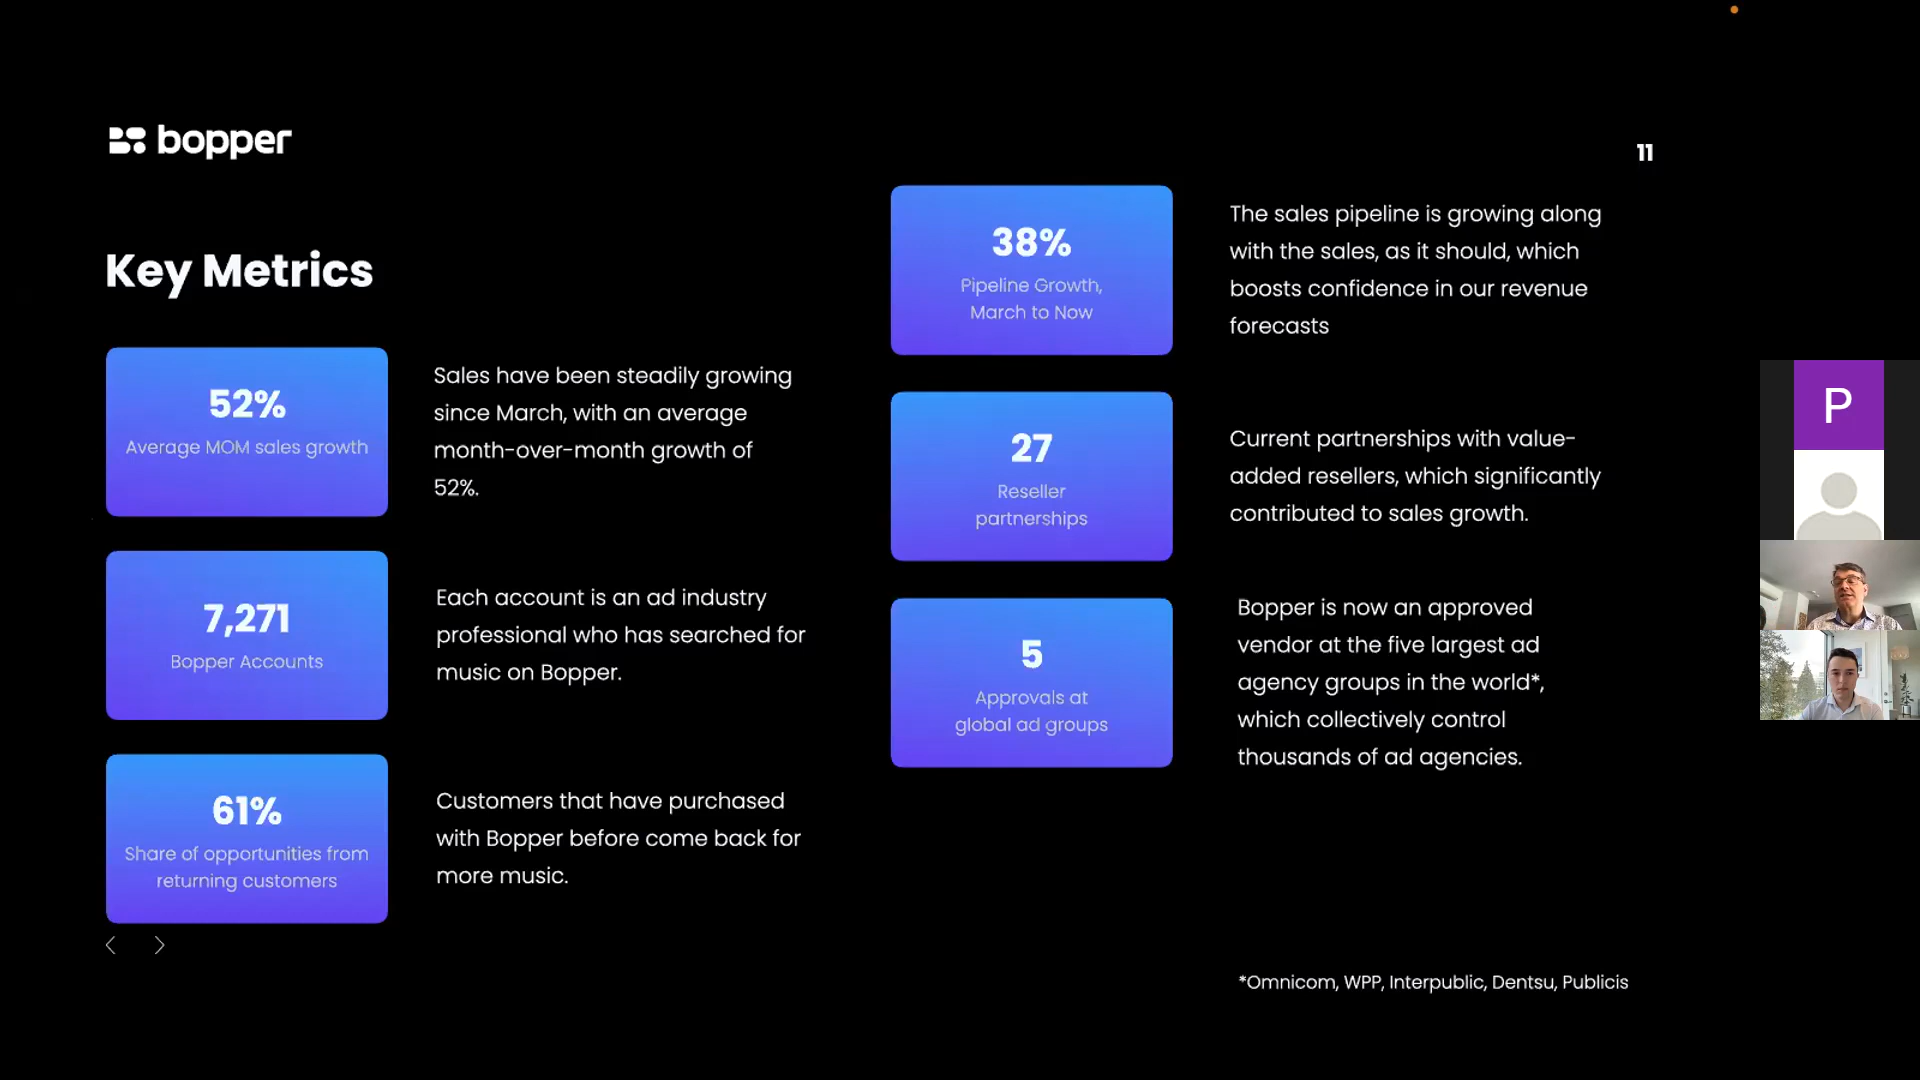 bopper
11
Key Metrics
52%
Average MOM sales growth
Sales have been steadily growing
since March, with an average
month-over-month growth of
52%.
7,271
Bopper Accounts
Each account is an ad industry
professional who has searched for
music on Bopper.
61%
Share of opportunities from
returning customers
Customers that have purchased
with Bopper before come back for
more music.
38%
Pipeline Growth,
March to Now
The sales pipeline is growing along
with the sales, as it should, which
boosts confidence in our revenue
forecasts
27
Reseller
partnerships
Current partnerships with value-
added resellers, which significantly
contributed to sales growth.
5
Approvals at
global ad groups
Bopper is now an approved
vendor at the five largest ad
agency groups in the world*,
which collectively control
thousands of ad agencies.
*Omnicom, WPP, Interpublic, Dentsu, Publicis
P